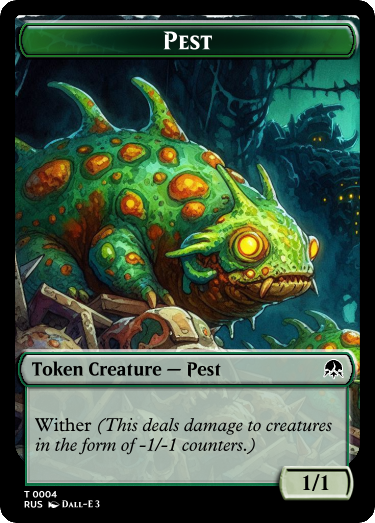 Pest
Token Creature — Pest
Wither (This deals damage to creatures
in the form of -1/-1 counters.)
1/1
T 0004
RUS Dall-E 3